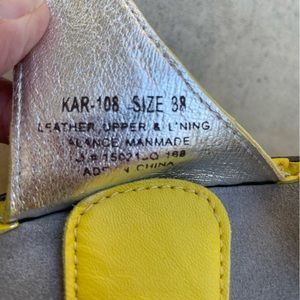 KAR-108 SIZE 38
LEATHER UPPER & LINING
BALANCE MANMADE
MADE IN CHINA